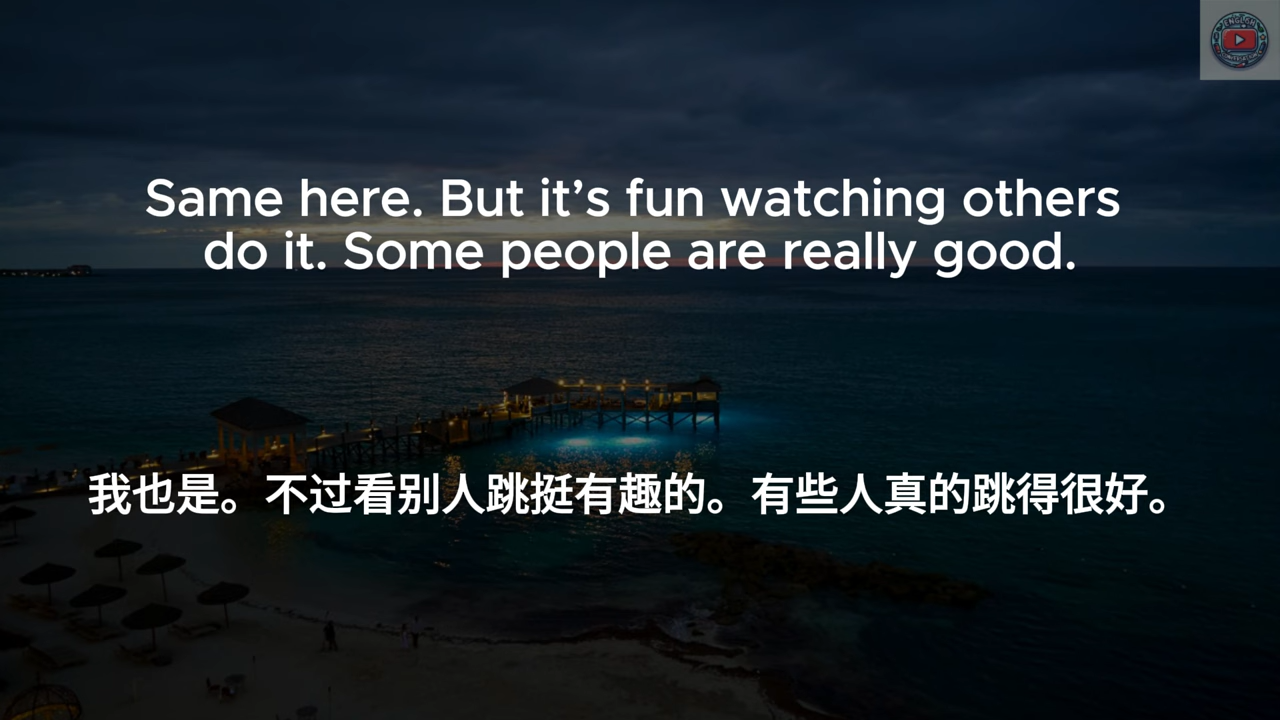 Same here. But it’s fun watching others
do it. Some people are really good.
我也是。不过看别人跳挺有趣的。有些人真的跳得很好。